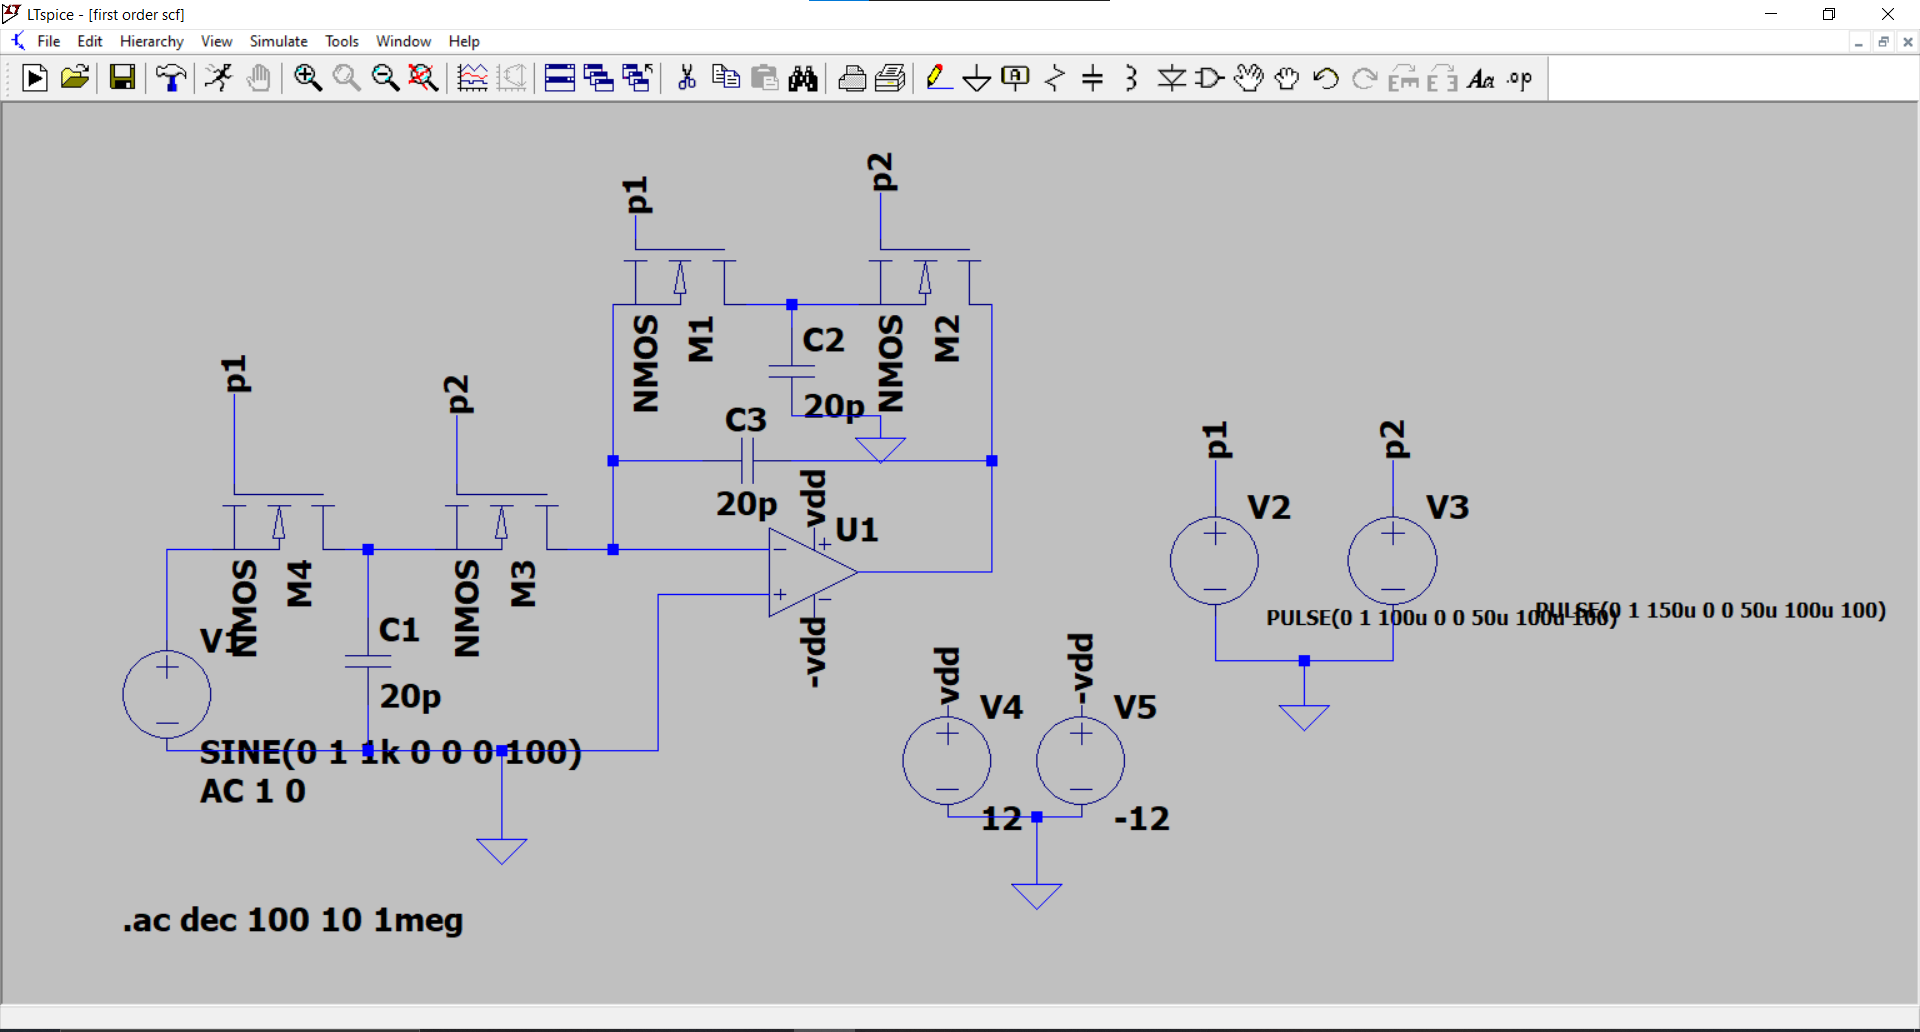 LTspice - [first order scf]
File Edit Hierarchy View Simulate Tools Window Help
p1
p2
NMOS
M1
C2
20p
NMOS
M2
C3
20p
p1
p2
NMOS
M4
NMOS
M3
vdd
U1
-vdd
V1
C1
20p
SINE(0 1 1k 0 0 0 100)
AC 1 0
p1
p2
V2
V3
PULSE(0 1 100u 0 0 50u 100u 100)
PULSE(0 1 150u 0 0 50u 100u 100)
vdd
-vdd
V4
V5
12
-12
.ac dec 100 10 1meg